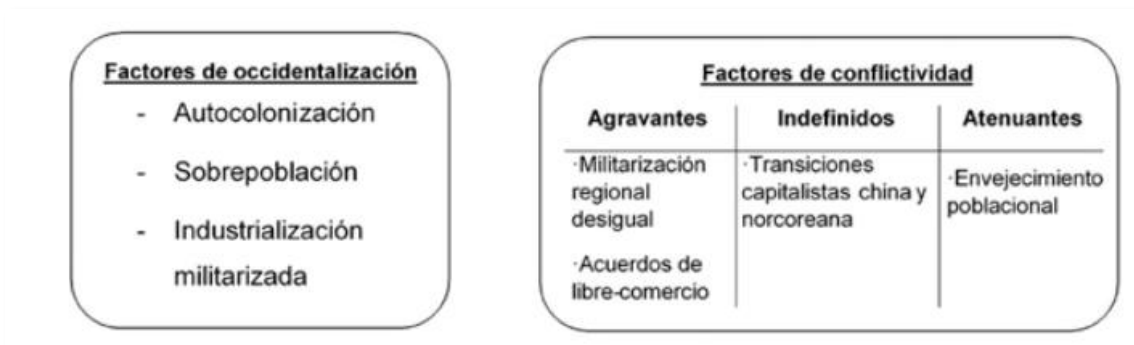 Factores de occidentalización
- Autocolonización
- Sobrepoblación
- Industrialización
militarizada
Factores de conflictividad
Agravantes
·Militarización
regional
desigual
·Acuerdos de
libre-comercio
Indefinidos
·Transiciones
capitalistas china y
norcoreana
Atenuantes
·Envejecimiento
poblacional